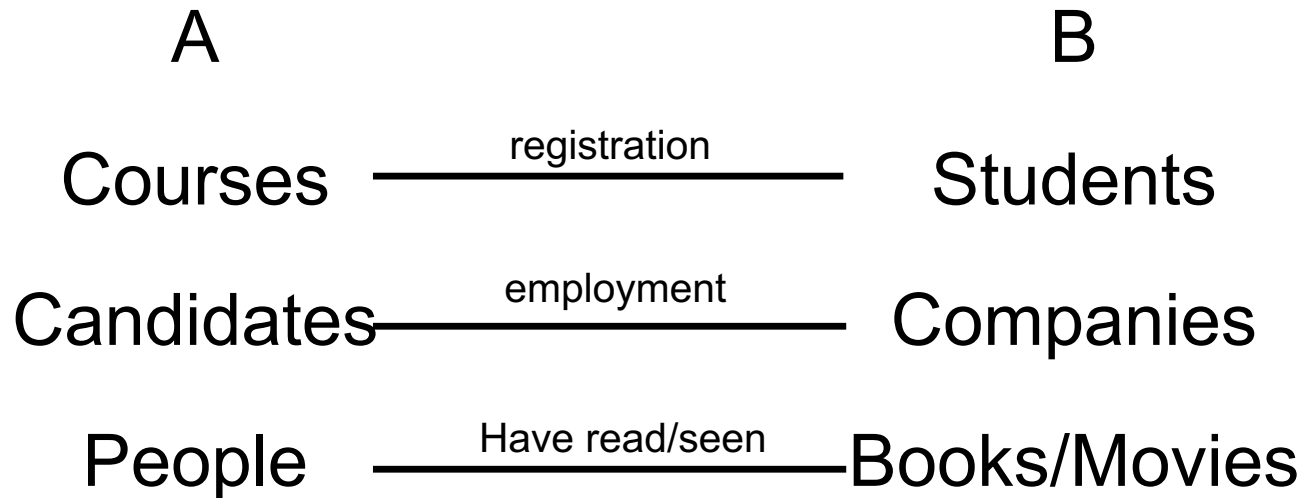 A B
registration
Courses Students
employment
Candidates Companies
Have read/seen
People Books/Movies